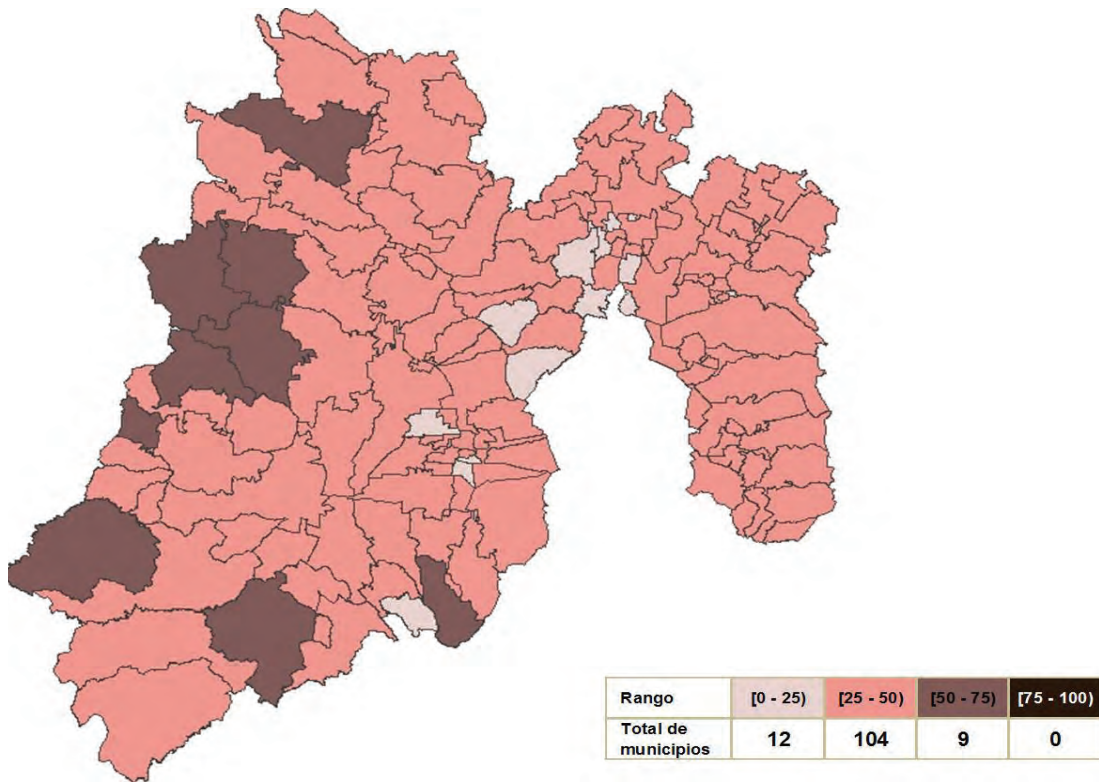 Rango [0 - 25) [25 - 50) [50 - 75) [75 - 100)
Total de municipios 12 104 9 0